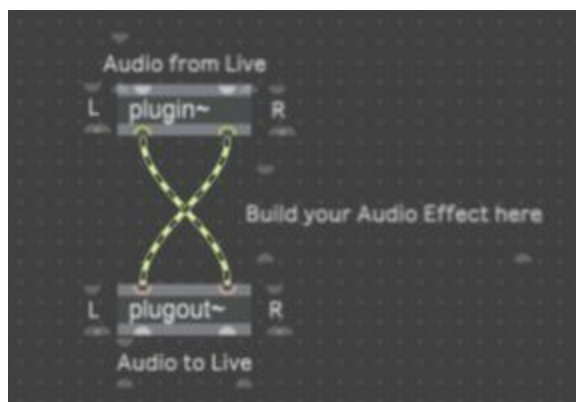 Audio from Live
L plugin~ R
Build your Audio Effect here
L plugout~ R
Audio to Live